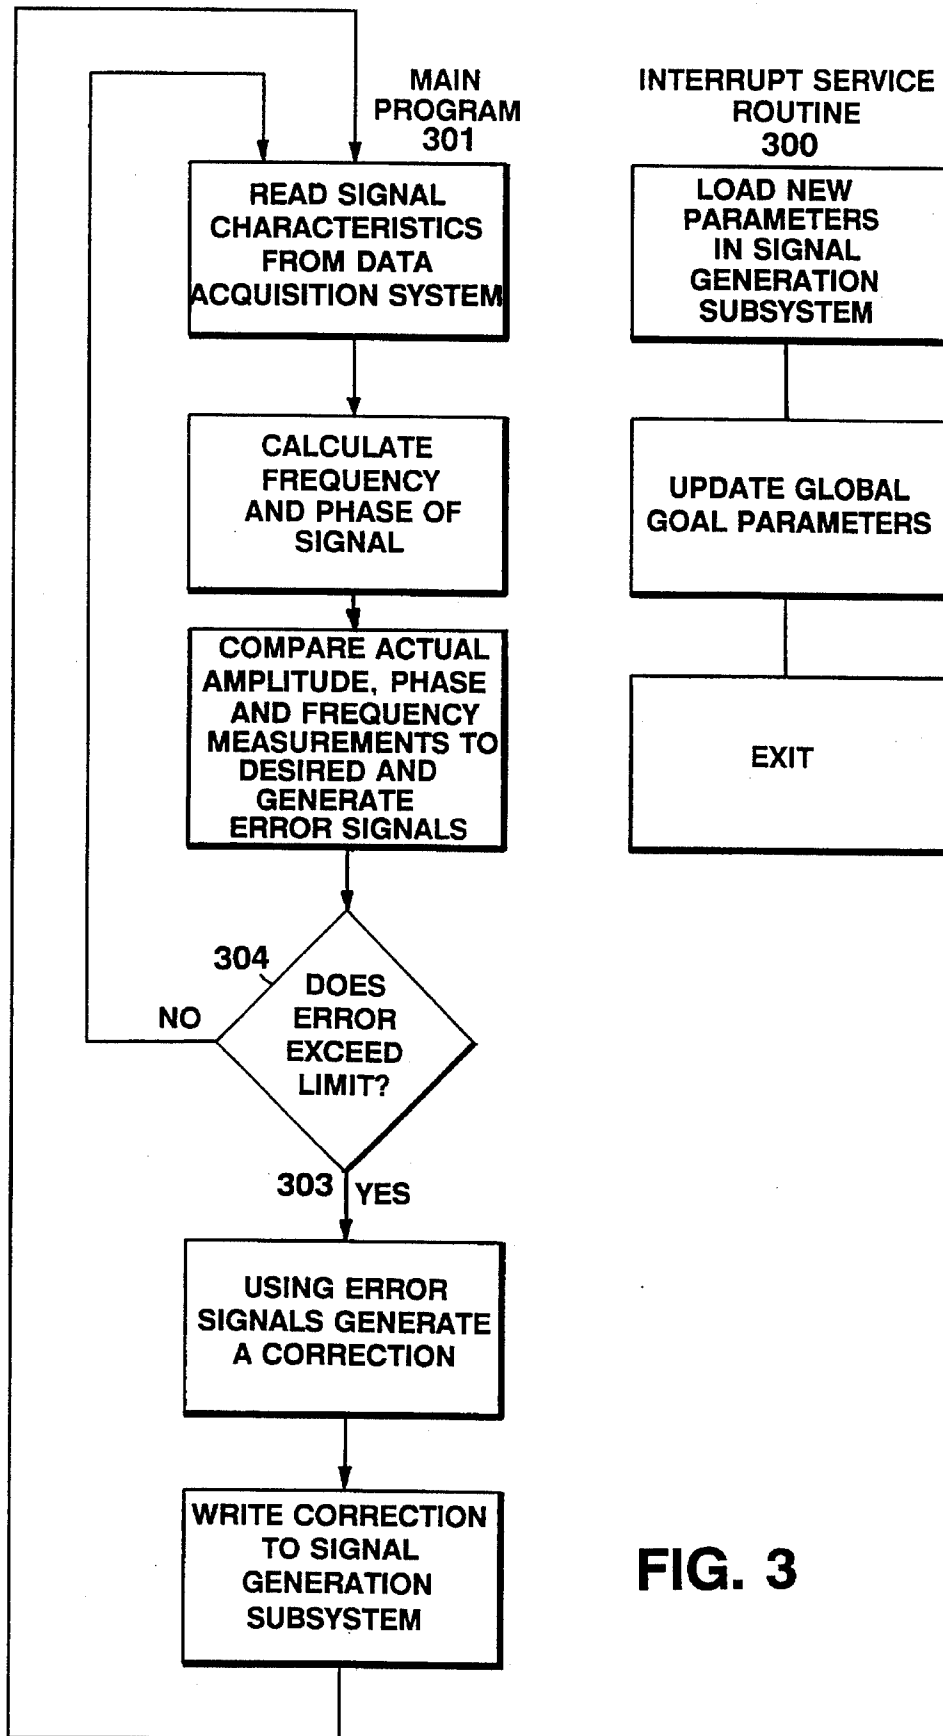 MAIN
PROGRAM
301
READ SIGNAL
CHARACTERISTICS
FROM DATA
ACQUISITION SYSTEM
CALCULATE
FREQUENCY
AND PHASE OF
SIGNAL
COMPARE ACTUAL
AMPLITUDE, PHASE
AND FREQUENCY
MEASUREMENTS TO
DESIRED AND
GENERATE
ERROR SIGNALS
304
DOES
ERROR
EXCEED
LIMIT?
NO
303 YES
USING ERROR
SIGNALS GENERATE
A CORRECTION
WRITE CORRECTION
TO SIGNAL
GENERATION
SUBSYSTEM
INTERRUPT SERVICE
ROUTINE
300
LOAD NEW
PARAMETERS
IN SIGNAL
GENERATION
SUBSYSTEM
UPDATE GLOBAL
GOAL PARAMETERS
EXIT
FIG. 3